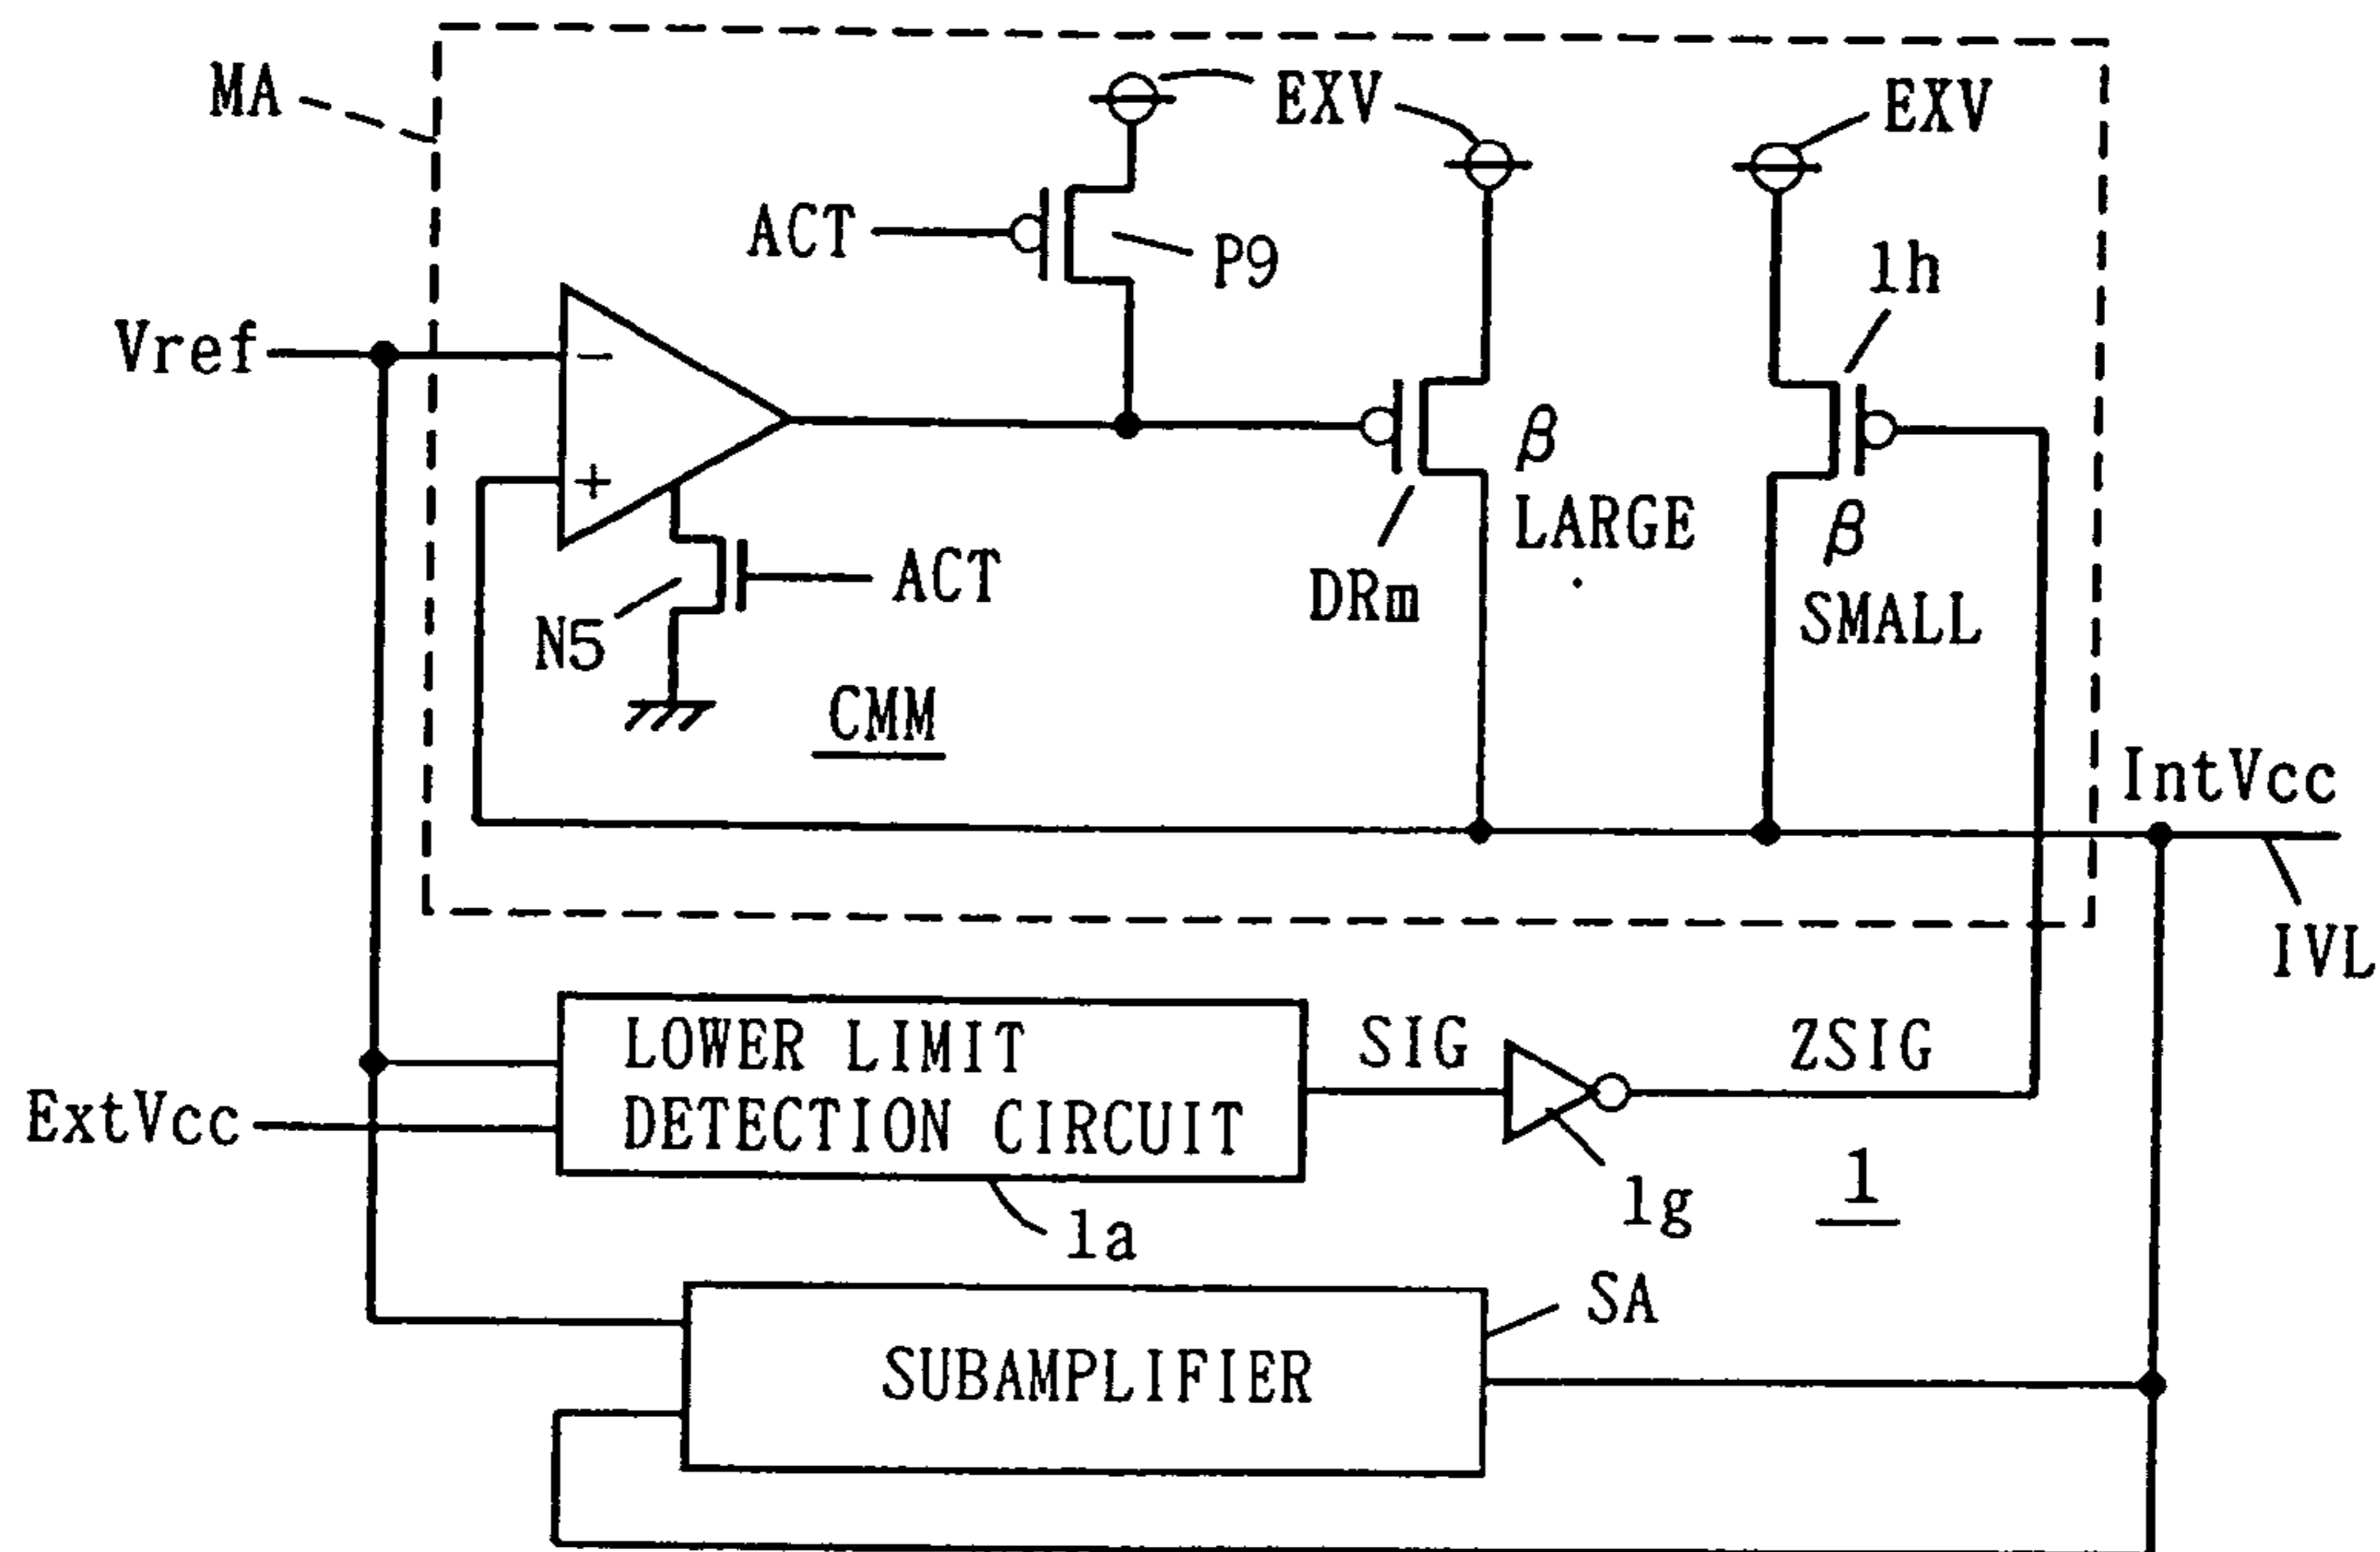 MA
EXV
EXV
ACT
P9
1h
Vref
−
+
β
LARGE
DRm
β
SMALL
ACT
N5
CMM
IntVcc
IVL
LOWER LIMIT
DETECTION CIRCUIT
SIG
ZSIG
ExtVcc
1a
1g
1
SA
SUBAMPLIFIER